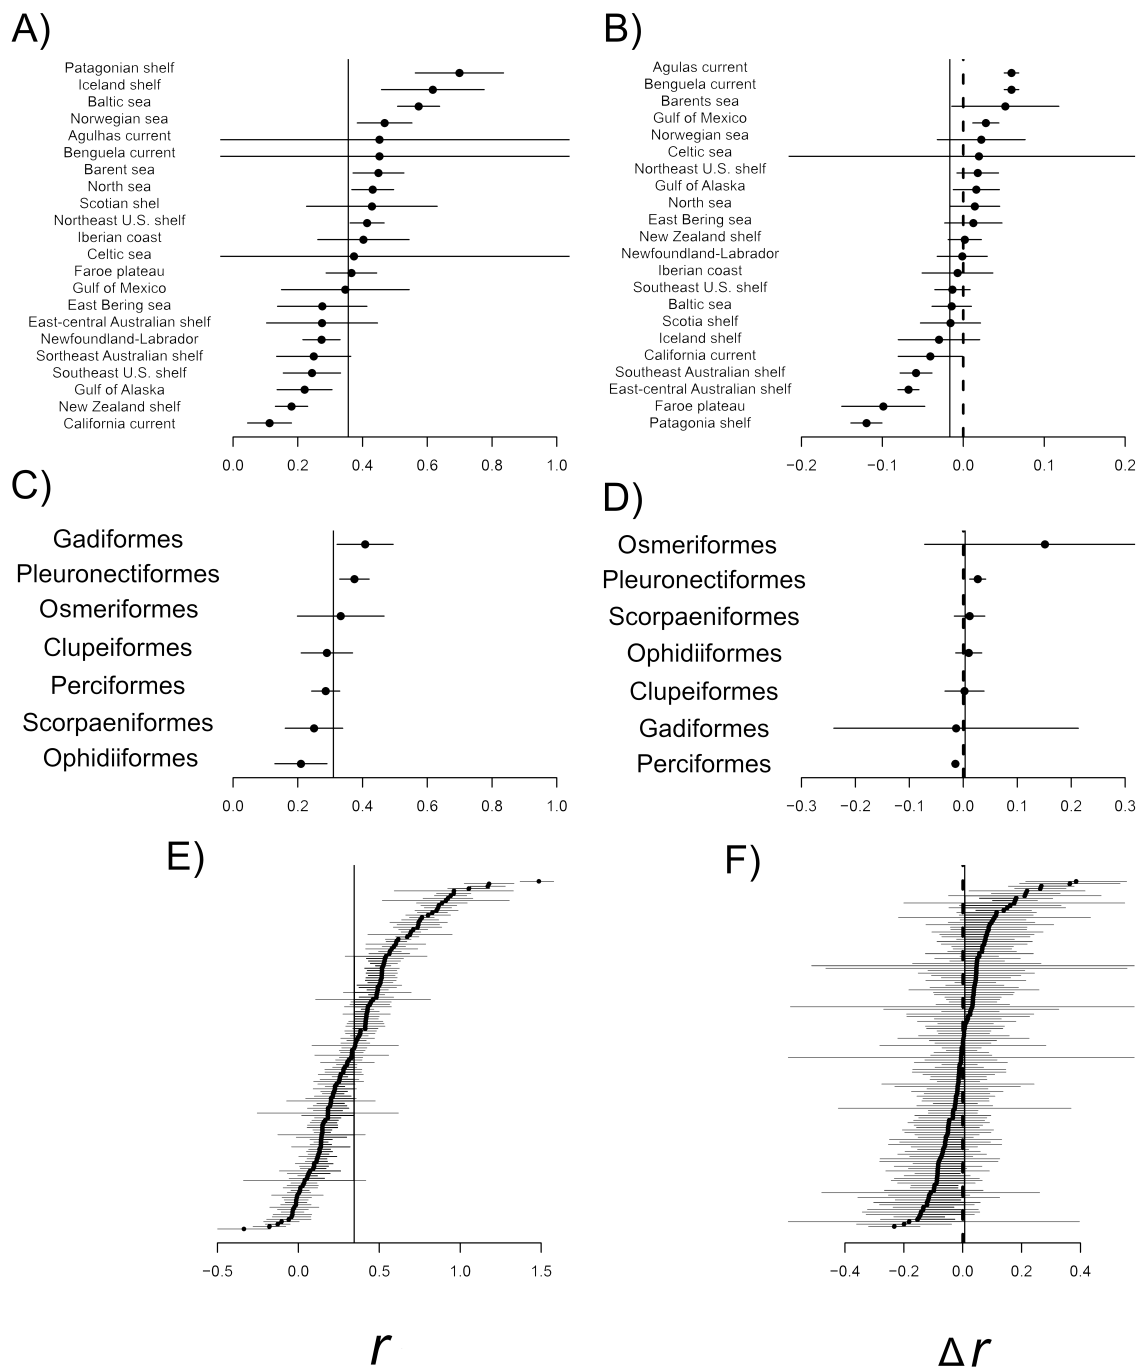 A)
Patagonian shelf
Iceland shelf
Baltic sea
Norwegian sea
Agulhas current
Benguela current
Barent sea
North sea
Scotian shel
Northeast U.S. shelf
Iberian coast
Celtic sea
Faroe plateau
Gulf of Mexico
East Bering sea
East-central Australian shelf
Newfoundland-Labrador
Sortheast Australian shelf
Southeast U.S. shelf
Gulf of Alaska
New Zealand shelf
California current
0.0 0.2 0.4 0.6 0.8 1.0
B)
Agulas current
Benguela current
Barents sea
Gulf of Mexico
Norwegian sea
Celtic sea
Northeast U.S. shelf
Gulf of Alaska
North sea
East Bering sea
New Zealand shelf
Newfoundland-Labrador
Iberian coast
Southeast U.S. shelf
Baltic sea
Scotia shelf
Iceland shelf
California current
Southeast Australian shelf
East-central Australian shelf
Faroe plateau
Patagonia shelf
−0.2 −0.1 0.0 0.1 0.2
C)
Gadiformes
Pleuronectiformes
Osmeriformes
Clupeiformes
Perciformes
Scorpaeniformes
Ophidiiformes
0.0 0.2 0.4 0.6 0.8 1.0
D)
Osmeriformes
Pleuronectiformes
Scorpaeniformes
Ophidiiformes
Clupeiformes
Gadiformes
Perciformes
−0.3 −0.2 −0.1 0.0 0.1 0.2 0.3
E)
−0.5 0.0 0.5 1.0 1.5
r
F)
−0.4 −0.2 0.0 0.2 0.4
Δ r